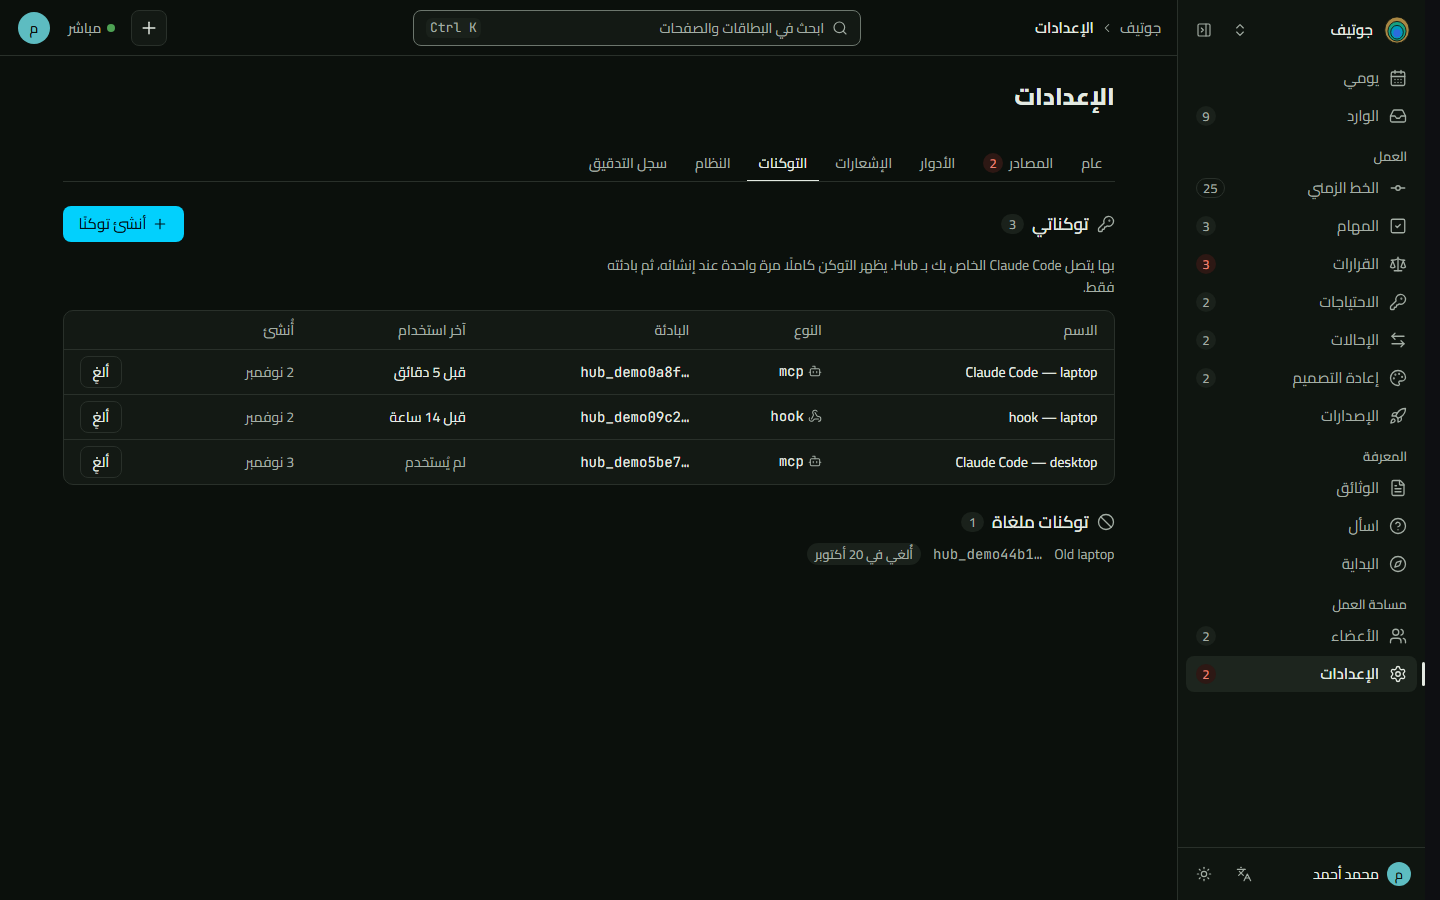 جوتيف
يومي
الوارد 9
العمل
الخط الزمني 25
المهام 3
القرارات 3
الاحتياجات 2
الإحالات 2
إعادة التصميم 2
الإصدارات
المعرفة
الوثائق
اسأل
البداية
مساحة العمل
الأعضاء 2
الإعدادات 2
م محمد أحمد
جوتيف الإعدادات
ابحث في البطاقات والصفحات Ctrl K
مباشر م
الإعدادات
عام المصادر 2 الأدوار الإشعارات التوكنات النظام سجل التدقيق
توكناتي 3
أنشئ توكنًا
بها يتصل Claude Code الخاص بك بـ Hub. يظهر التوكن كاملًا مرة واحدة عند إنشائه، ثم بادئته
فقط.
الاسم النوع البادئة آخر استخدام أُنشئ
Claude Code — laptop mcp hub_demo0a8f… قبل 5 دقائق 2 نوفمبر ألغِ
hook — laptop hook hub_demo09c2… قبل 14 ساعة 2 نوفمبر ألغِ
Claude Code — desktop mcp hub_demo5be7… لم يُستخدم 3 نوفمبر ألغِ
توكنات ملغاة 1
Old laptop hub_demo44b1… أُلغي في 20 أكتوبر